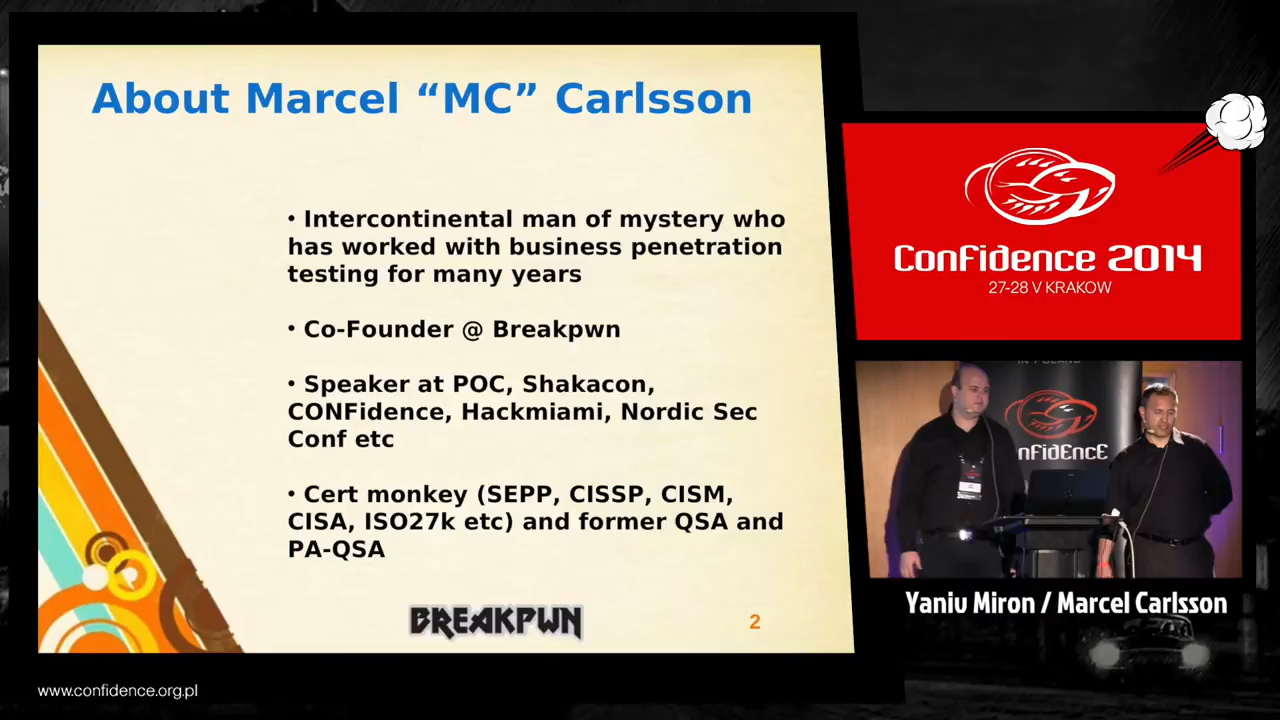 About Marcel “MC” Carlsson
• Intercontinental man of mystery who
has worked with business penetration
testing for many years
• Co-Founder @ Breakpwn
• Speaker at POC, Shakacon,
CONFidence, Hackmiami, Nordic Sec
Conf etc
• Cert monkey (SEPP, CISSP, CISM,
CISA, ISO27k etc) and former QSA and
PA-QSA
BREAKPWN
2
ConFidence 2014
27-28 V KRAKOW
nFidEncE
Yaniv Miron / Marcel Carlsson
www.confidence.org.pl